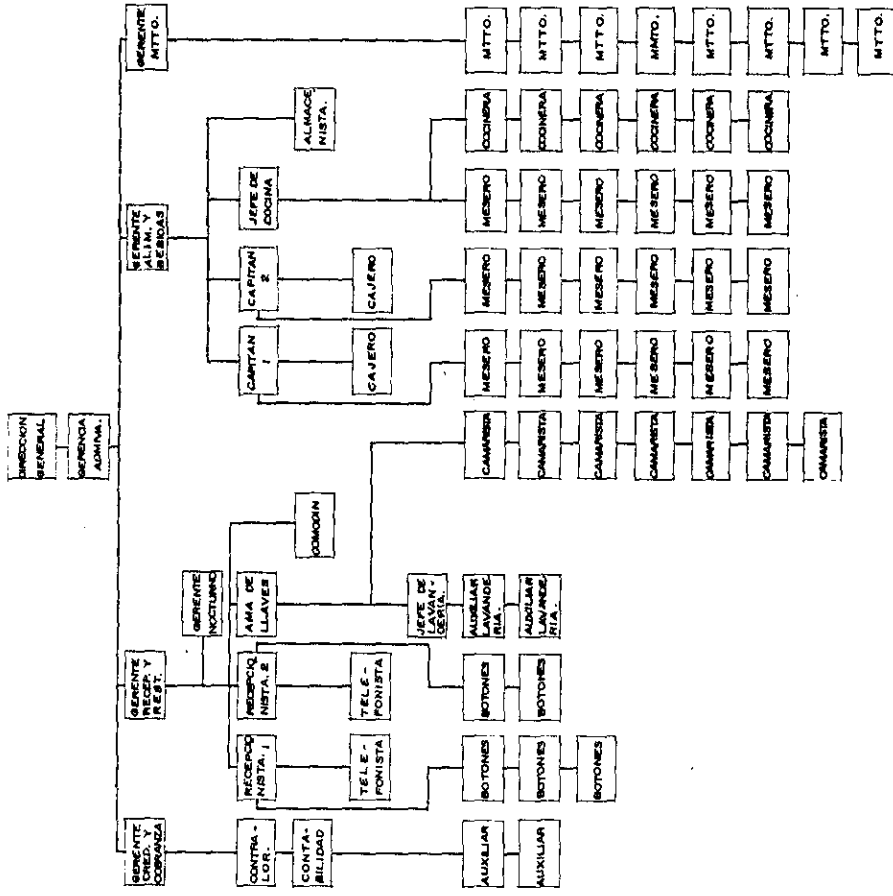 DIRECCION
GENERAL
GERENCIA
ADMVA.
GERENTE
CRED. Y
COBRANZA
GERENTE
RECEP. Y
REST.
GERENTE
ALIM. Y
BEBIDAS
GERENTE
MTTO.
GERENTE
NOCTURNO
CONTRA-
LOR.
RECEPCIO
NISTA. 1
RECEPCIO
NISTA. 2
AMA DE
LLAVES
CAPITAN
1
CAPITAN
2
JEFE DE
COCINA
CONTA-
BILIDAD
COMODIN
ALMACE
NISTA.
TELE-
FONISTA
TELE-
FONISTA
CAJERO
CAJERO
JEFE DE
LAVAN-
DERIA.
AUXILIAR
BOTONES
BOTONES
AUXILIAR
LAVANDE
RIA.
CAMARISTA
MESERO
MESERO
MESERO
COCINERA
MTTO.
AUXILIAR
BOTONES
BOTONES
AUXILIAR
LAVANDE
RIA.
CAMARISTA
MESERO
MESERO
MESERO
COCINERA
MTTO.
BOTONES
CAMARISTA
MESERO
MESERO
MESERO
COCINERA
MTTO.
CAMARISTA
MESERO
MESERO
MESERO
COCINERA
MMTO.
CAMARISTA
MESERO
MESERO
MESERO
COCINERA
MTTO.
CAMARISTA
MESERO
MESERO
MESERO
COCINERA
MTTO.
CAMARISTA
MTTO.
MTTO.